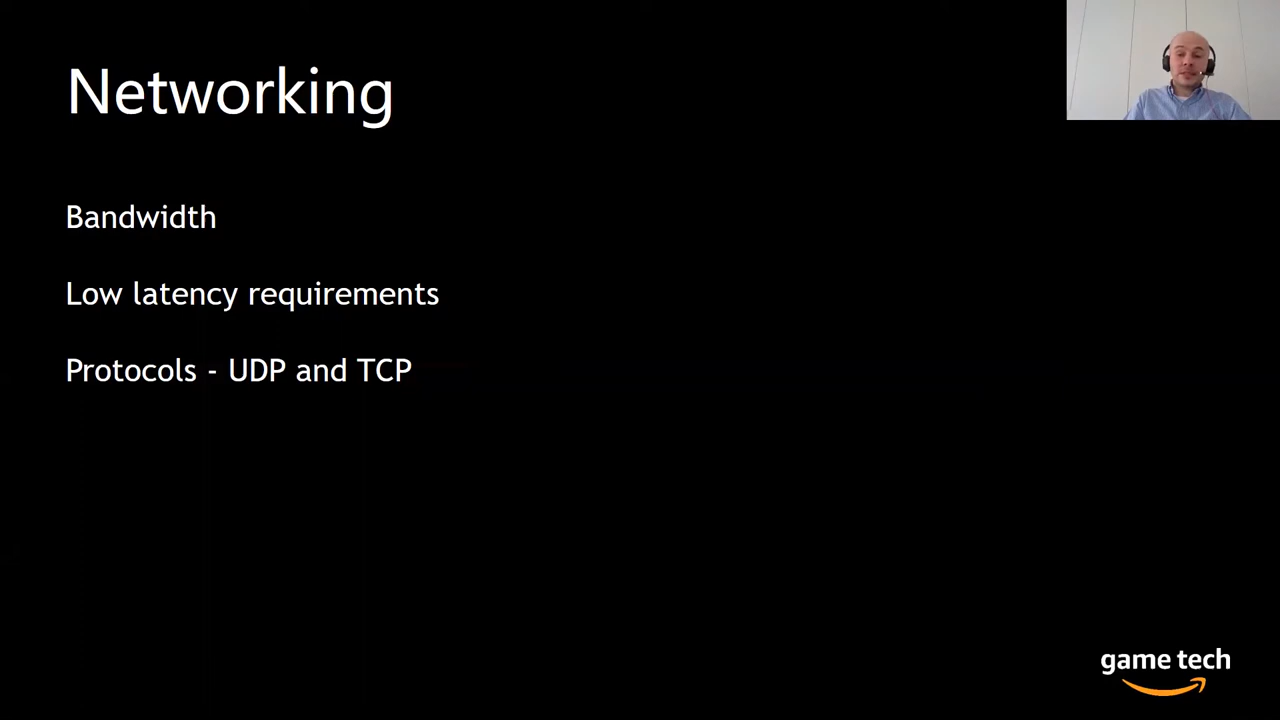 Networking
Bandwidth
Low latency requirements
Protocols - UDP and TCP
game tech